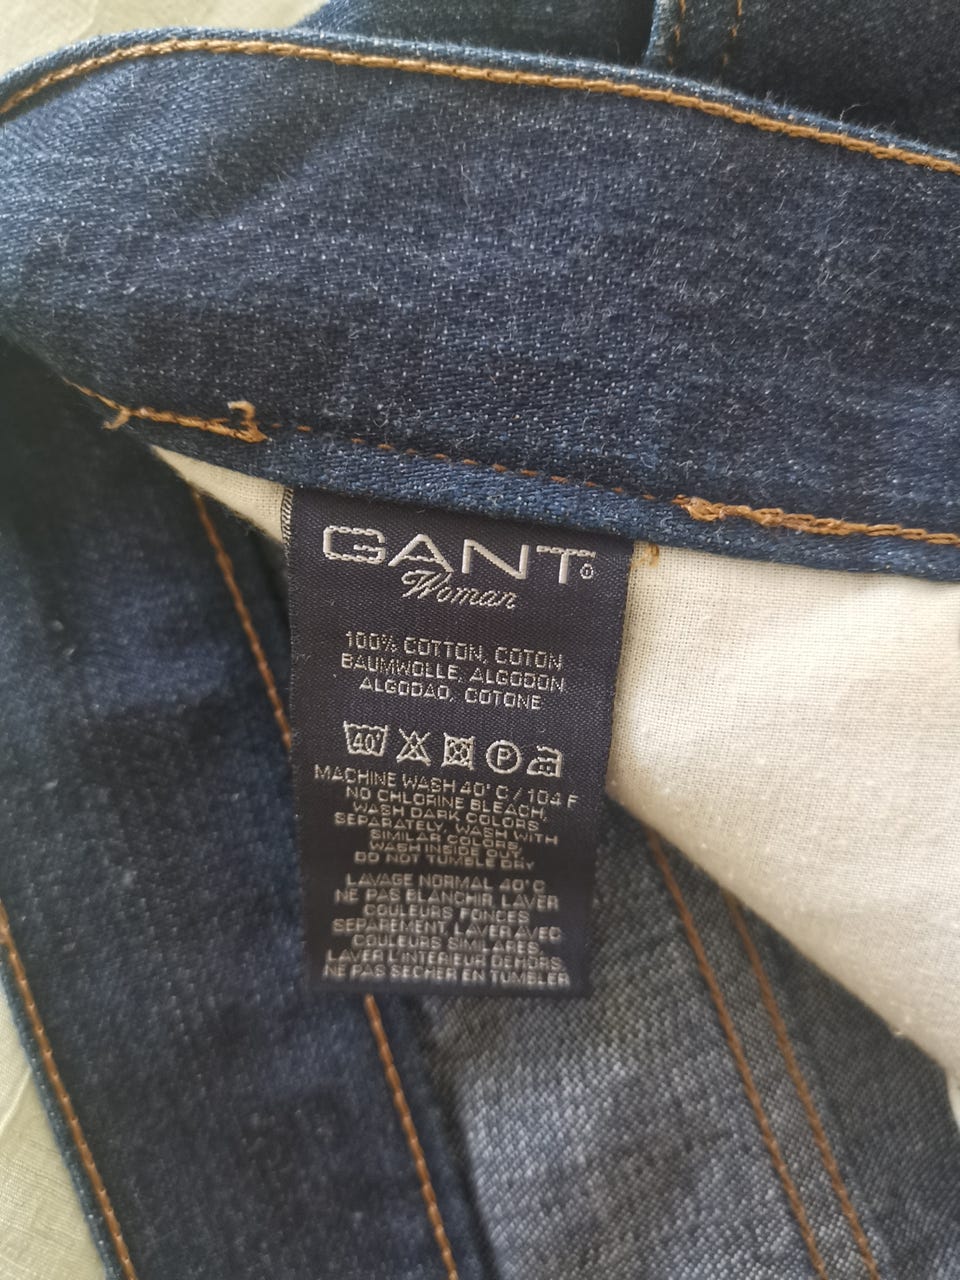 GANT®
Woman
100% COTTON, COTON
BAUMWOLLE, ALGODON
ALGODAO, COTONE
40° P
MACHINE WASH 40° C / 104 F
NO CHLORINE BLEACH,
WASH DARK COLORS
SEPARATELY, WASH WITH
SIMILAR COLORS,
WASH INSIDE OUT,
DO NOT TUMBLE DRY
LAVAGE NORMAL 40° C
NE PAS BLANCHIR, LAVER
COULEURS FONCES
SEPAREMENT, LAVER AVEC
COULEURS SIMILARES,
LAVER L'INTERIEUR DEHORS,
NE PAS SECHER EN TUMBLER